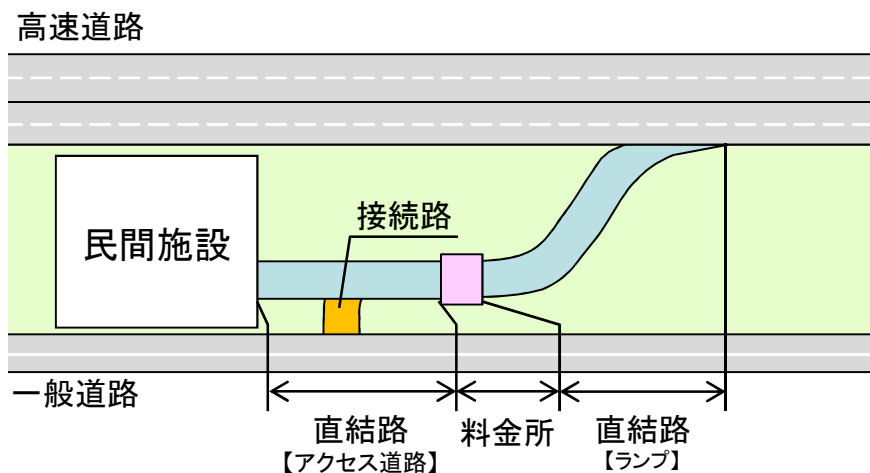 高速道路
接続路
民間施設
一般道路
直結路
【アクセス道路】
料金所
直結路
【ランプ】